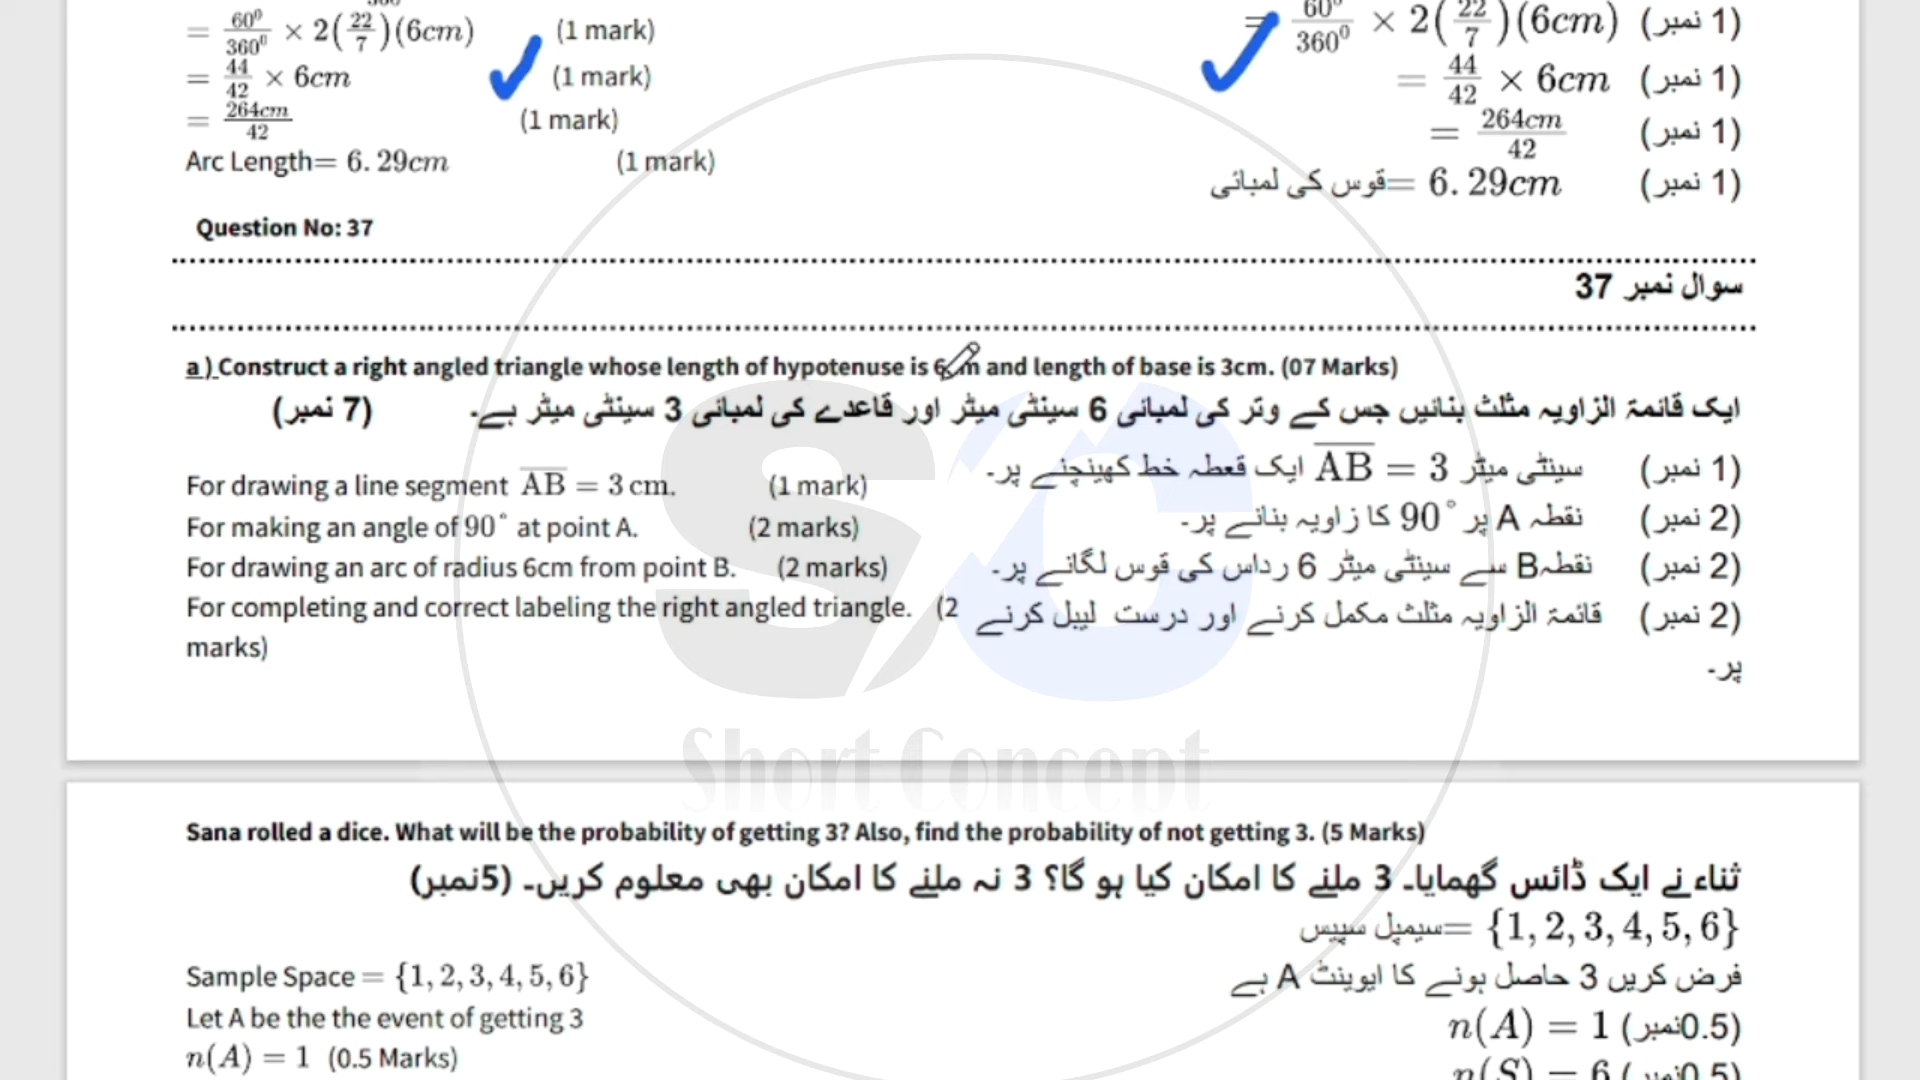 = 60⁰/360⁰ × 2(22/7)(6cm) (1 mark)
= 44/42 × 6cm (1 mark)
= 264cm/42 (1 mark)
Arc Length= 6.29cm (1 mark)
= 60⁰/360⁰ × 2(22/7)(6cm) (1 نمبر)
= 44/42 × 6cm (1 نمبر)
= 264cm/42 (1 نمبر)
قوس کی لمبائی= 6.29cm (1 نمبر)
Question No: 37
سوال نمبر 37
a ) Construct a right angled triangle whose length of hypotenuse is and length of base is 3cm. (07 Marks)
ایک قائمۃ الزاویہ مثلث بنائیں جس کے وتر کی لمبائی 6 سینٹی میٹر اور قاعدے کی لمبائی 3 سینٹی میٹر ہے۔ (7 نمبر)
For drawing a line segment A̅B̅ = 3 cm. (1 mark)
For making an angle of 90° at point A. (2 marks)
For drawing an arc of radius 6cm from point B. (2 marks)
For completing and correct labeling the right angled triangle. (2
marks)
سینٹی میٹر A̅B̅ = 3 ایک قعطہ خط کھینچنے پر۔ (1 نمبر)
نقطہ A پر 90° کا زاویہ بنانے پر۔ (2 نمبر)
نقطہB سے سینٹی میٹر 6 رداس کی قوس لگانے پر۔ (2 نمبر)
قائمۃ الزاویہ مثلث مکمل کرنے اور درست لیبل کرنے (2 نمبر)
پر۔
SC
Short Concept
Sana rolled a dice. What will be the probability of getting 3? Also, find the probability of not getting 3. (5 Marks)
ثناء نے ایک ڈائس گھمایا۔ 3 ملنے کا امکان کیا ہو گا؟ 3 نہ ملنے کا امکان بھی معلوم کریں۔ (5نمبر)
سیمپل سپیس= {1, 2, 3, 4, 5, 6}
Sample Space = {1, 2, 3, 4, 5, 6}
فرض کریں 3 حاصل ہونے کا ایوینٹ A ہے
Let A be the the event of getting 3
n(A) = 1 (0.5نمبر)
n(A) = 1 (0.5 Marks)
n(S) = 6 (0.5نمبر)